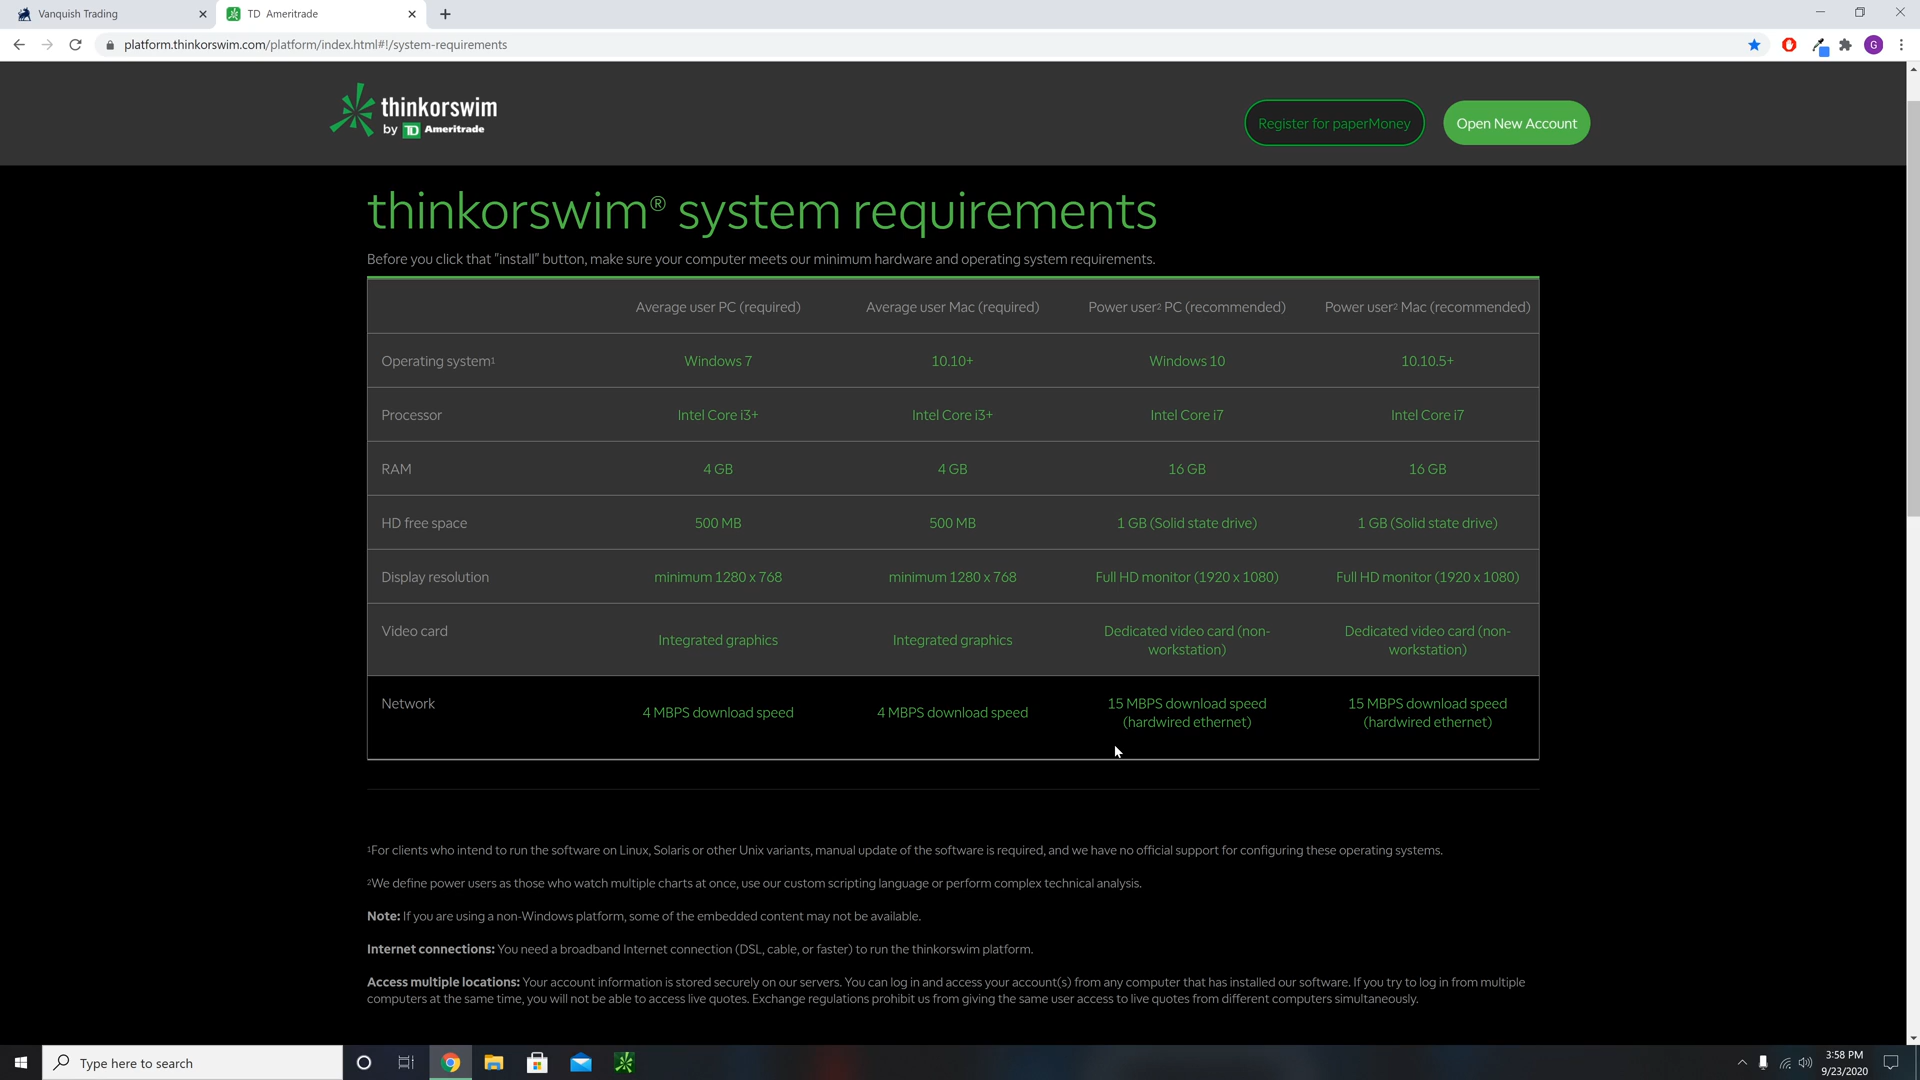 Vanquish Trading
TD Ameritrade
platform.thinkorswim.com/platform/index.html#!/system-requirements
G
thinkorswim
by TD Ameritrade
Register for paperMoney
Open New Account
thinkorswim® system requirements
Before you click that "install" button, make sure your computer meets our minimum hardware and operating system requirements.
Average user PC (required) Average user Mac (required) Power user² PC (recommended) Power user² Mac (recommended)
Operating system¹ Windows 7 10.10+ Windows 10 10.10.5+
Processor Intel Core i3+ Intel Core i3+ Intel Core i7 Intel Core i7
RAM 4 GB 4 GB 16 GB 16 GB
HD free space 500 MB 500 MB 1 GB (Solid state drive) 1 GB (Solid state drive)
Display resolution minimum 1280 x 768 minimum 1280 x 768 Full HD monitor (1920 x 1080) Full HD monitor (1920 x 1080)
Video card Integrated graphics Integrated graphics Dedicated video card (non- Dedicated video card (non-
workstation) workstation)
Network 4 MBPS download speed 4 MBPS download speed 15 MBPS download speed 15 MBPS download speed
(hardwired ethernet) (hardwired ethernet)
¹For clients who intend to run the software on Linux, Solaris or other Unix variants, manual update of the software is required, and we have no official support for configuring these operating systems.
²We define power users as those who watch multiple charts at once, use our custom scripting language or perform complex technical analysis.
Note: If you are using a non-Windows platform, some of the embedded content may not be available.
Internet connections: You need a broadband Internet connection (DSL, cable, or faster) to run the thinkorswim platform.
Access multiple locations: Your account information is stored securely on our servers. You can log in and access your account(s) from any computer that has installed our software. If you try to log in from multiple
computers at the same time, you will not be able to access live quotes. Exchange regulations prohibit us from giving the same user access to live quotes from different computers simultaneously.
Type here to search
3:58 PM
9/23/2020